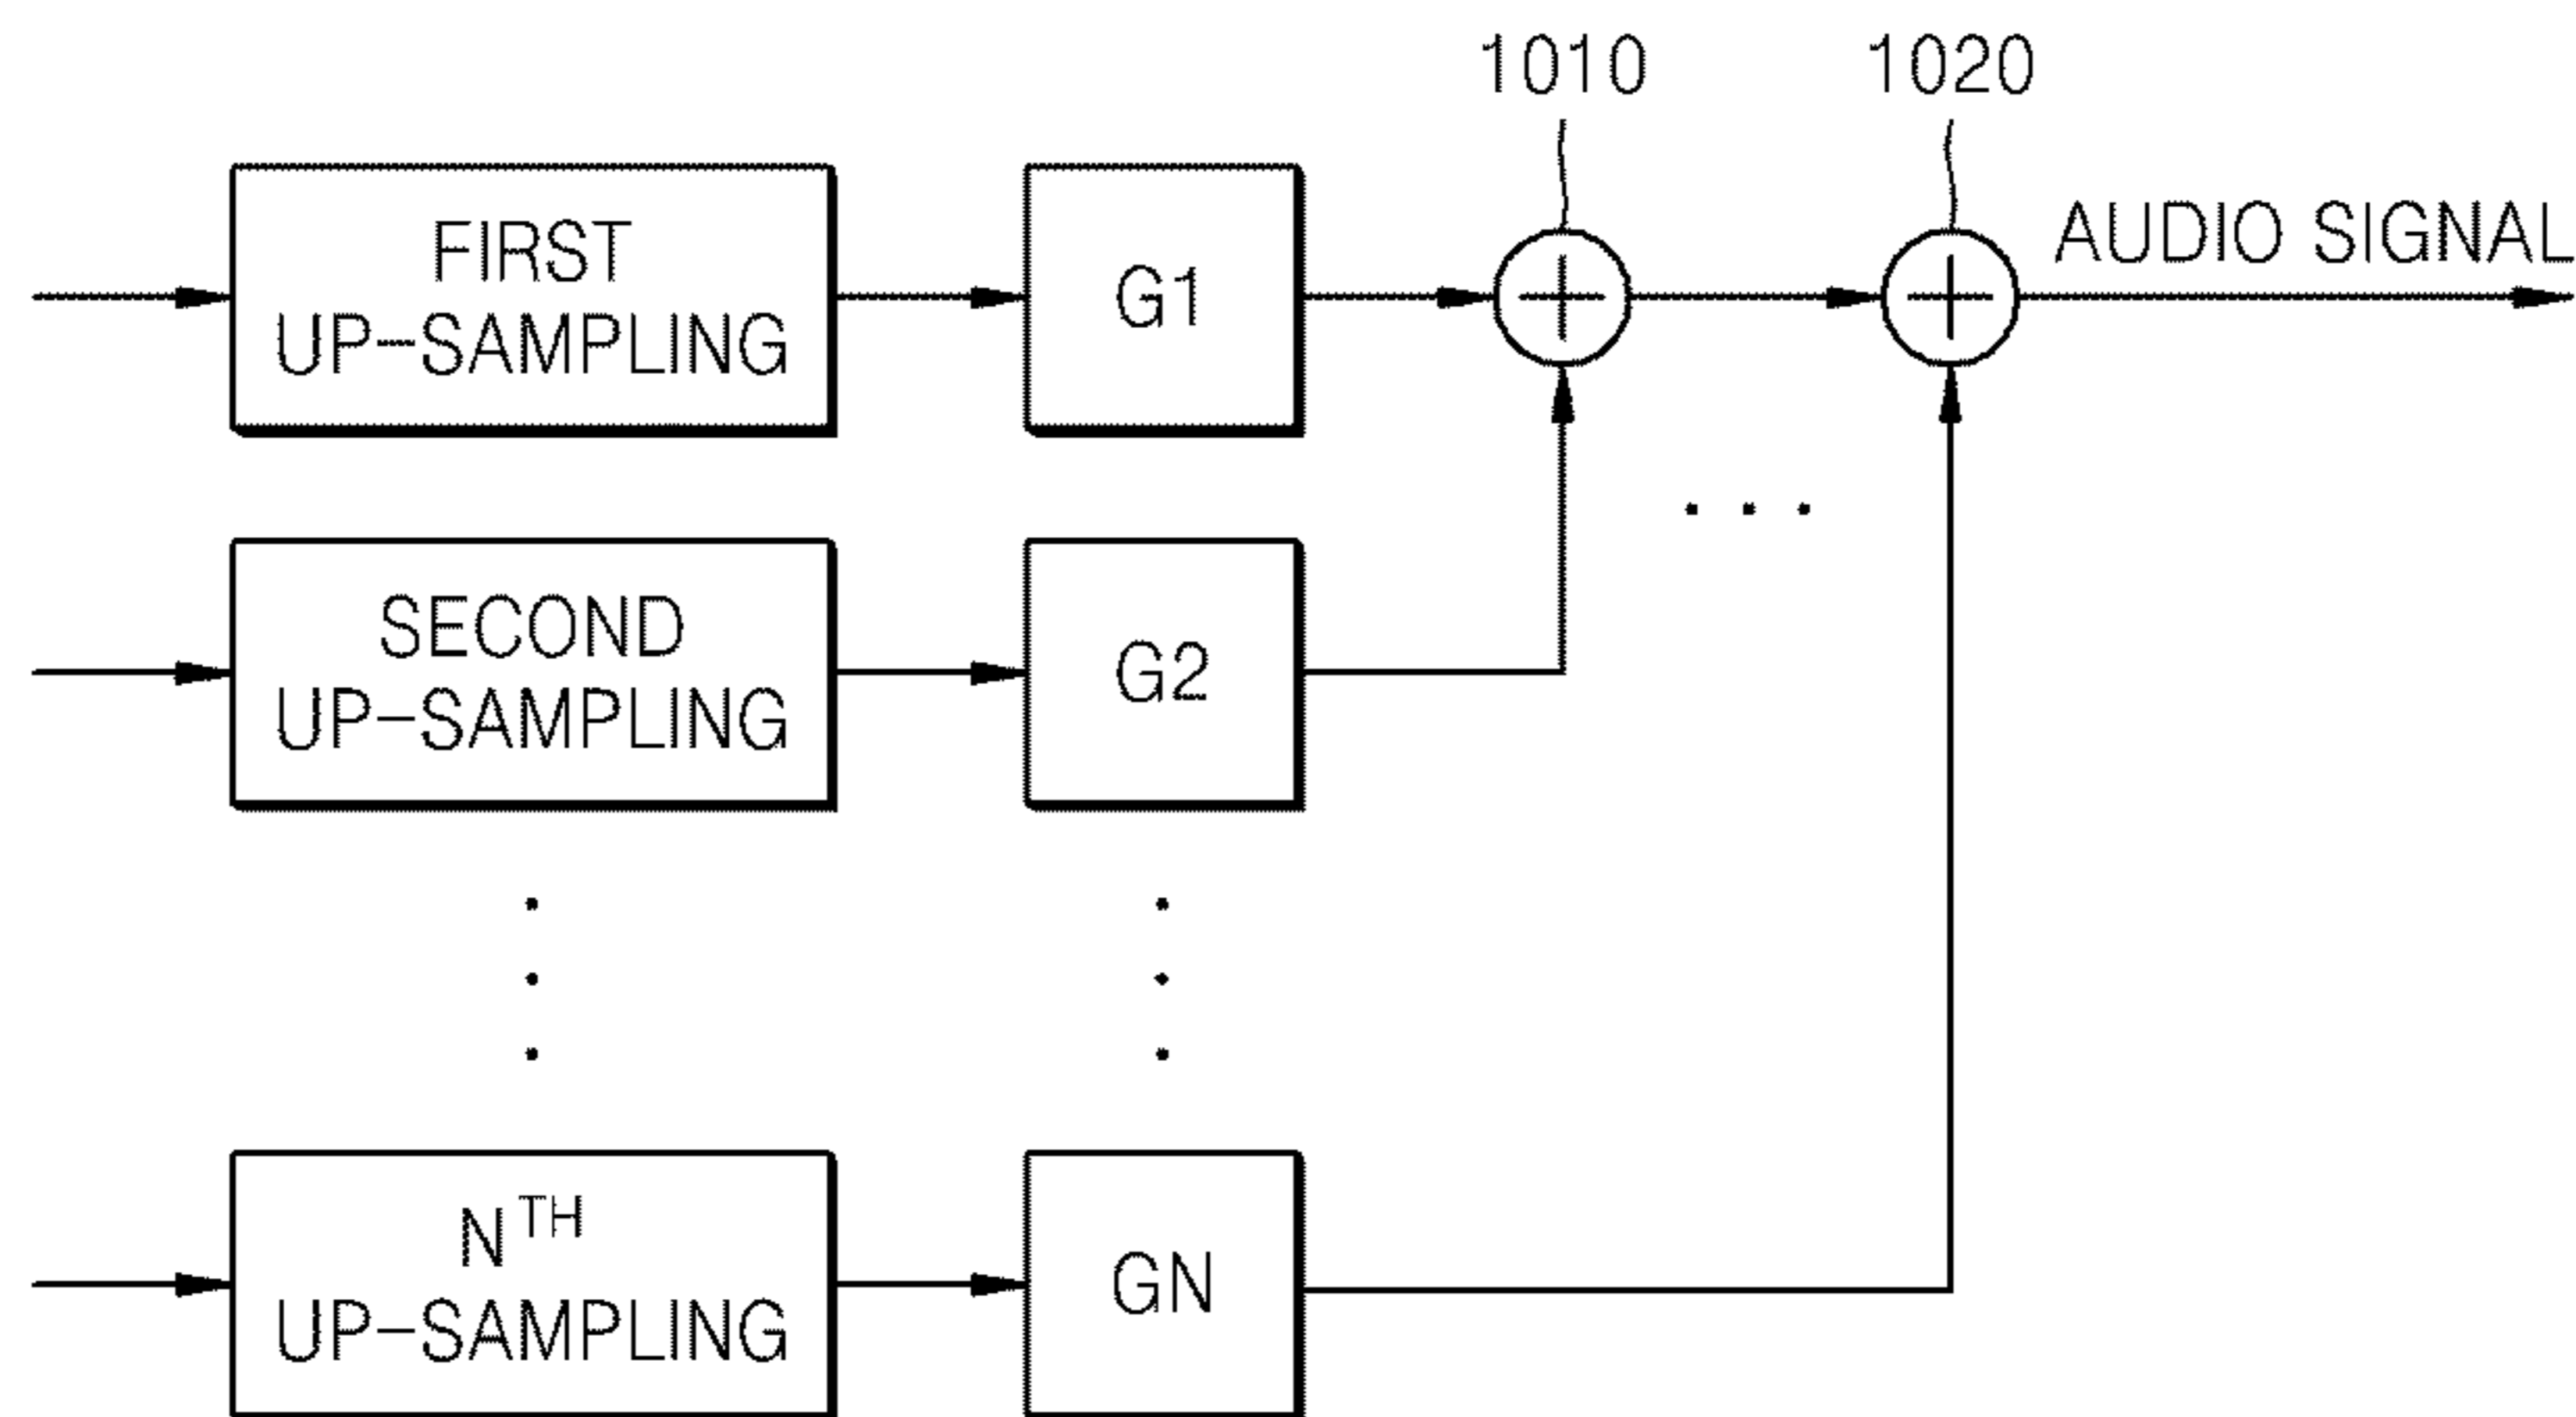 1010
1020
FIRST
UP-SAMPLING
G1
AUDIO SIGNAL
SECOND
UP-SAMPLING
G2
N^TH
UP-SAMPLING
GN